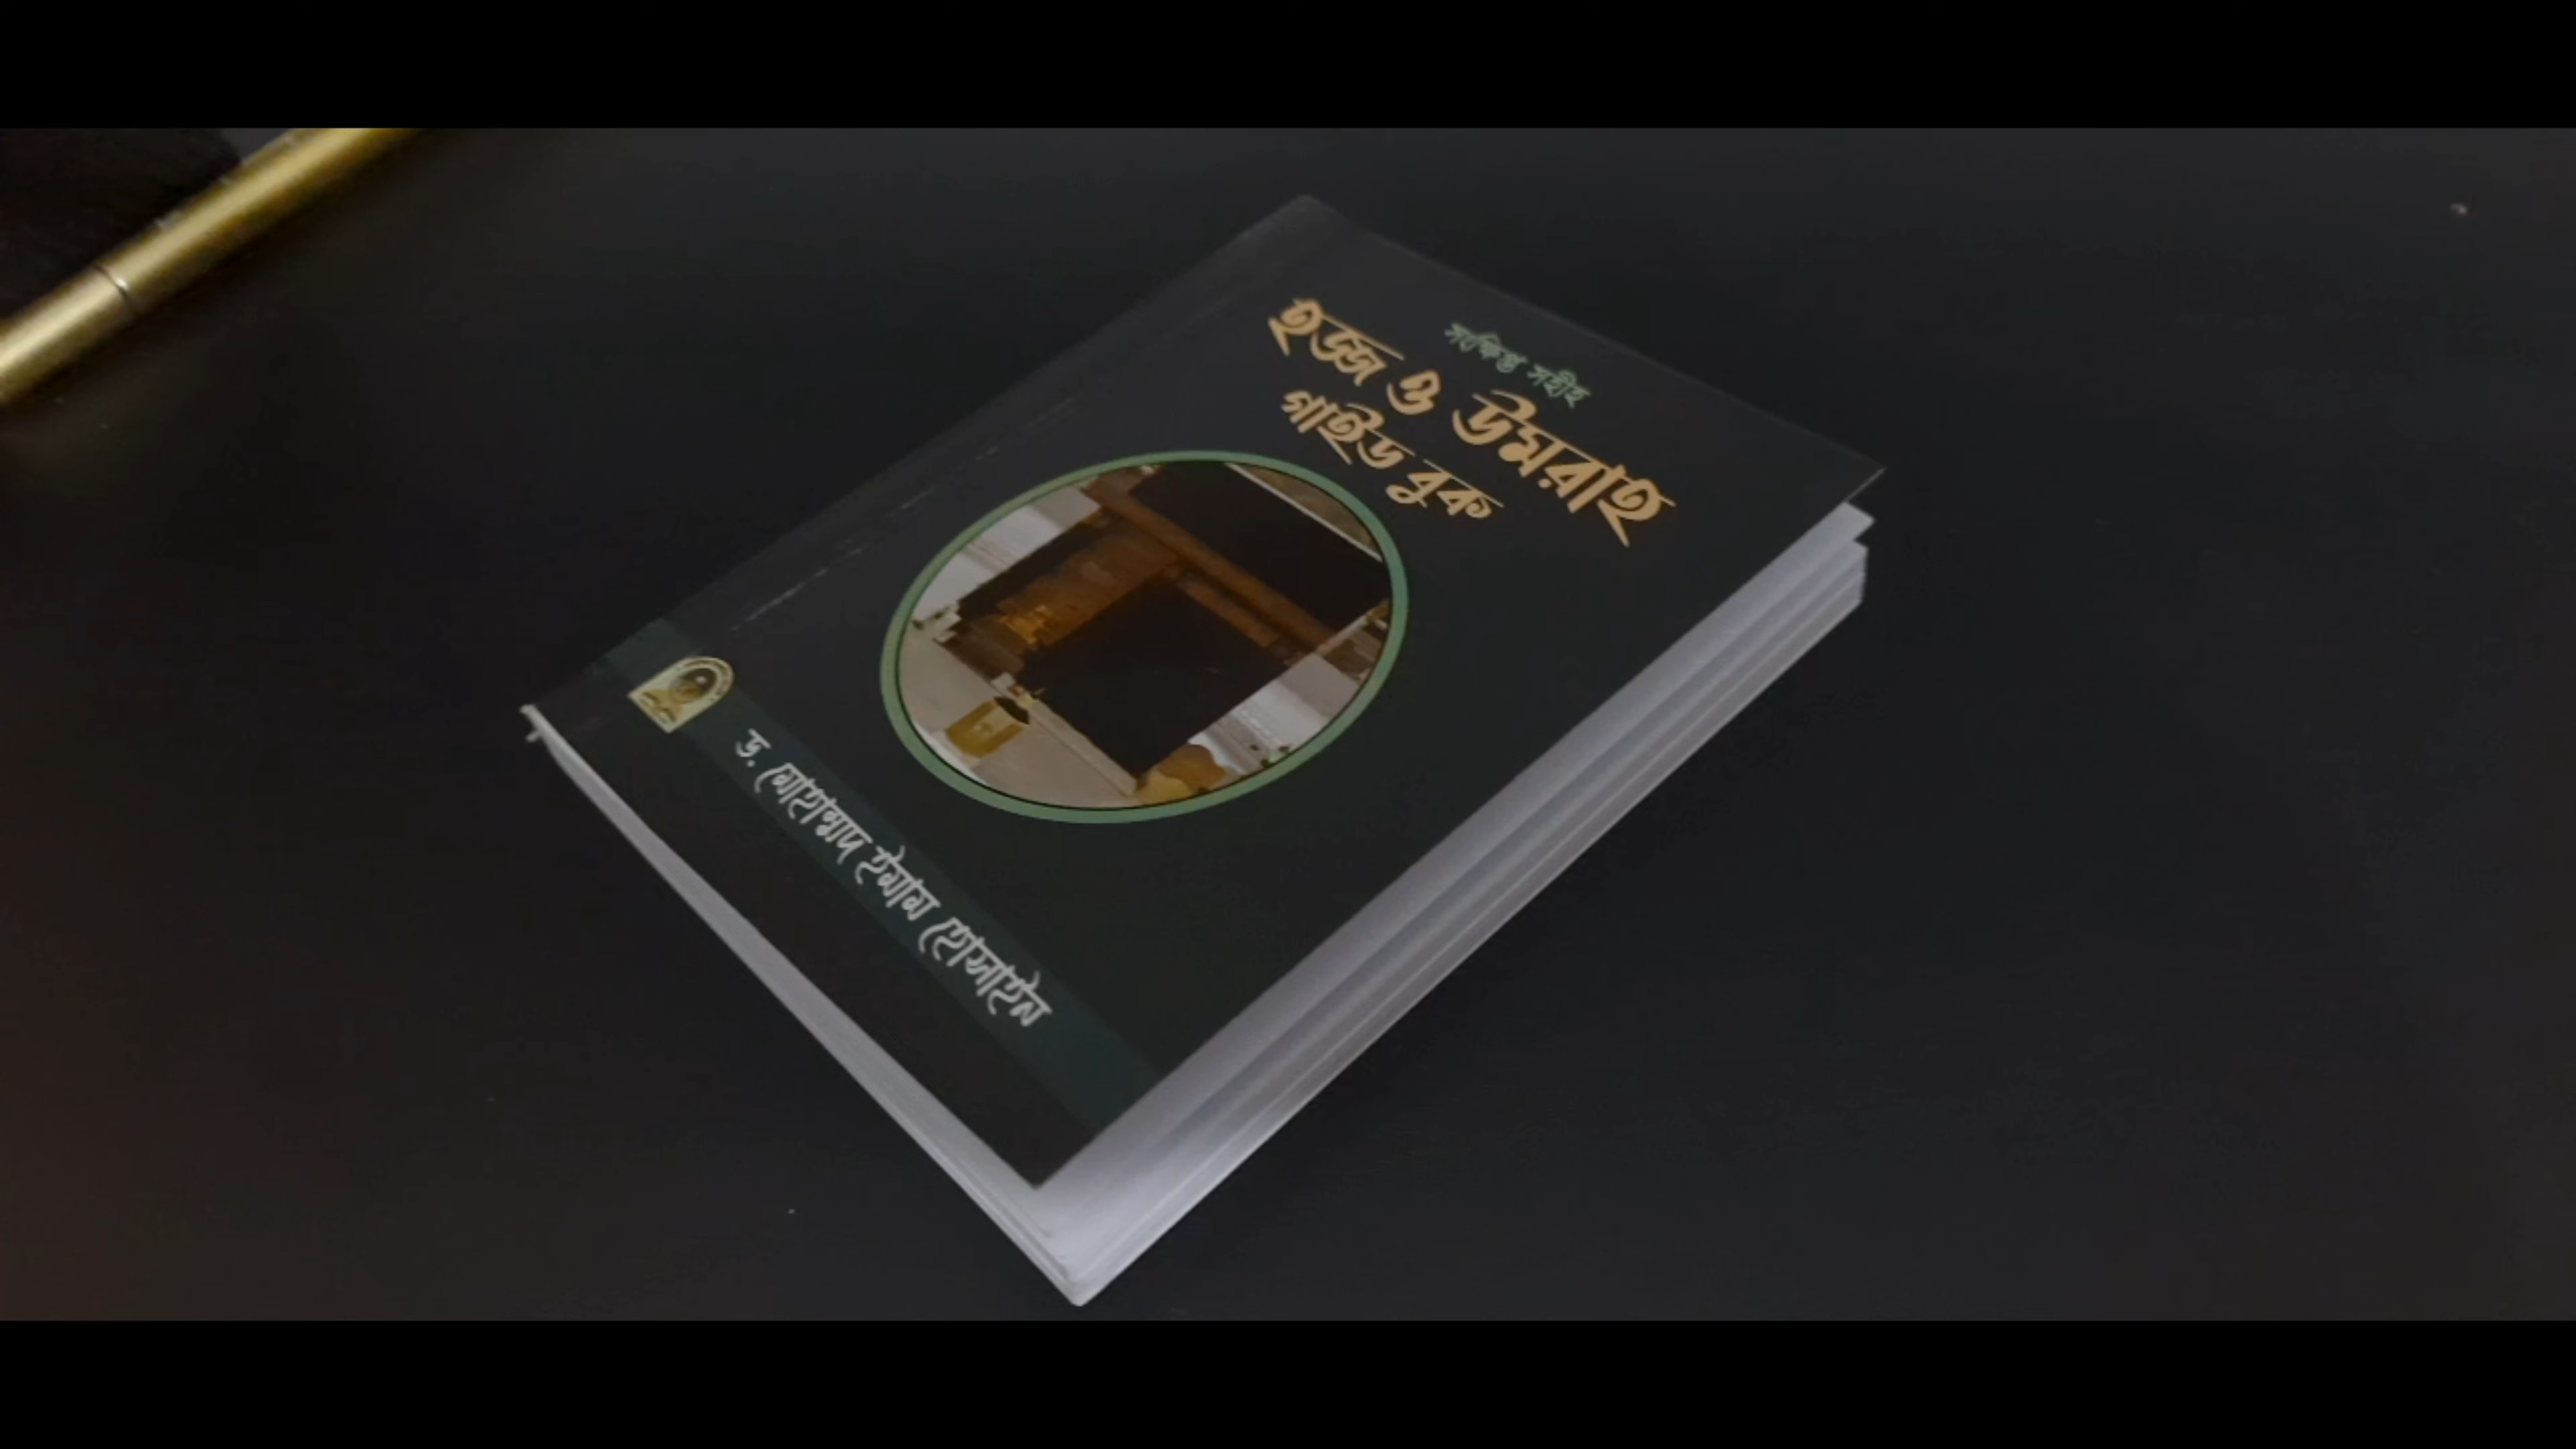 সংক্ষিপ্ত সহীহ
হজ্জ ও উমরাহ
গাইড বুক
ড. মোহাম্মদ ইমাম হোসাইন